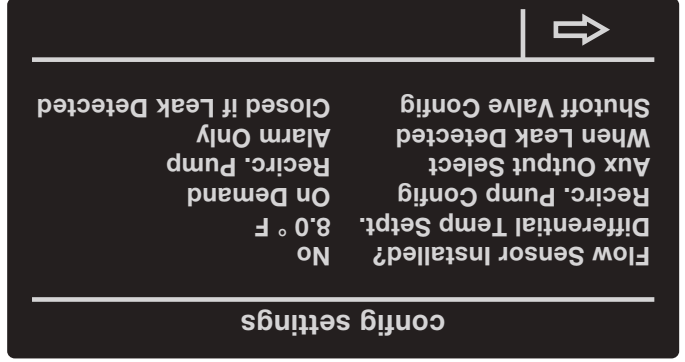 config settings
Flow Sensor Installed? No
Differential Temp Setpt. 8.0 ° F
Recirc. Pump Config On Demand
Aux Output Select Recirc. Pump
When Leak Detected Alarm Only
Shutoff Valve Config Closed if Leak Detected